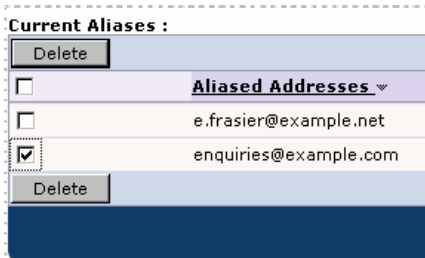 Current Aliases :
Delete
Aliased Addresses
e.frasier@example.net
enquiries@example.com
Delete